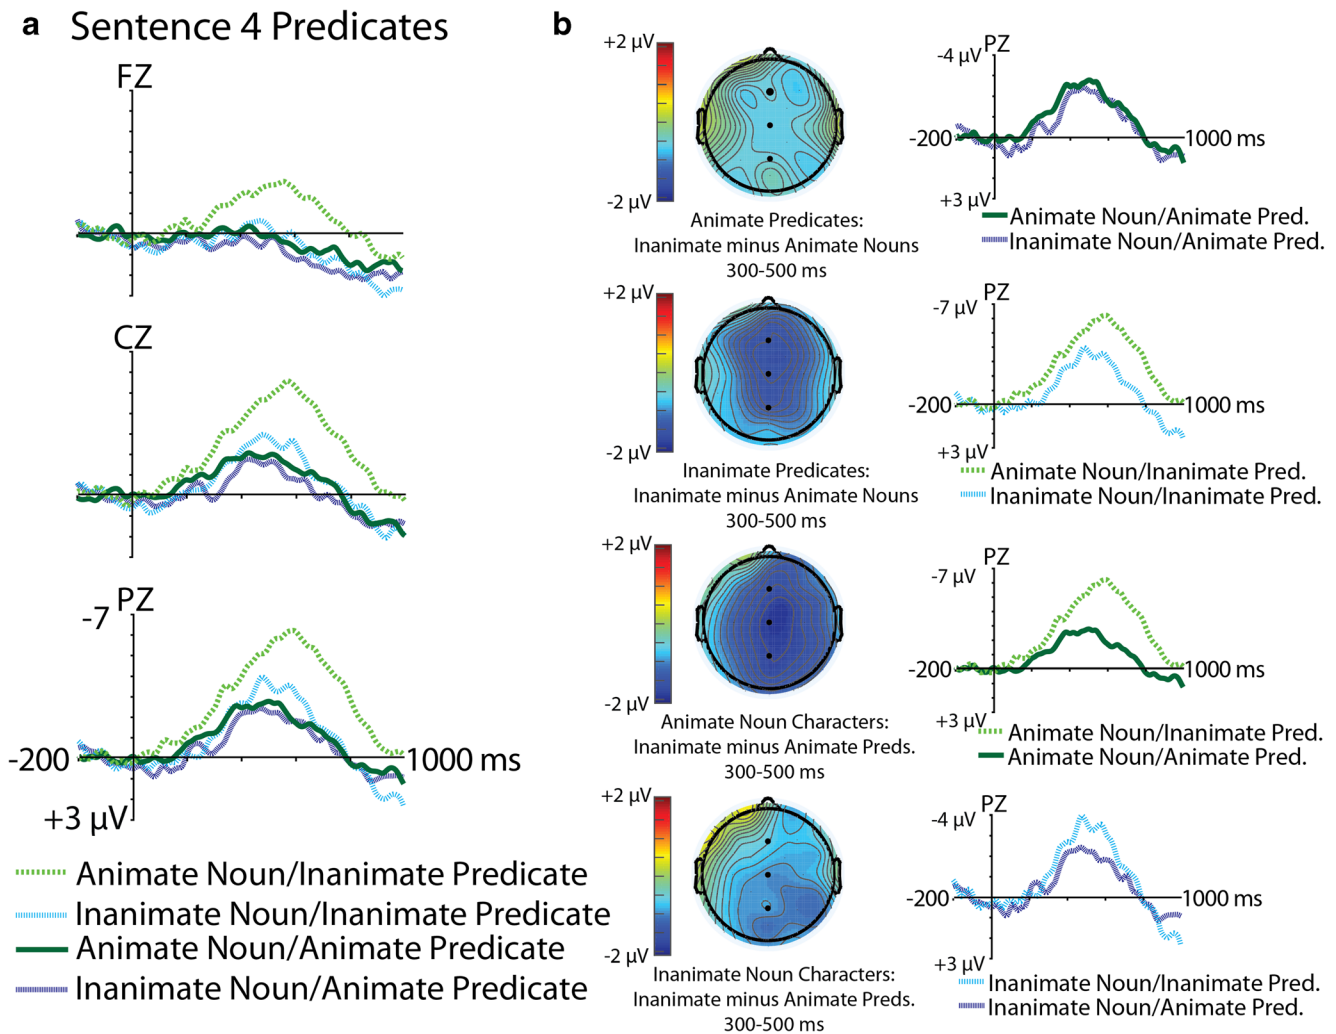 a Sentence 4 Predicates
FZ
CZ
PZ
-7
-200
1000 ms
+3 µV
Animate Noun/Inanimate Predicate
Inanimate Noun/Inanimate Predicate
Animate Noun/Animate Predicate
Inanimate Noun/Animate Predicate
b
+2 µV
-2 µV
Animate Predicates:
Inanimate minus Animate Nouns
300-500 ms
PZ
-4 µV
-200
1000 ms
+3 µV
Animate Noun/Animate Pred.
Inanimate Noun/Animate Pred.
+2 µV
-2 µV
Inanimate Predicates:
Inanimate minus Animate Nouns
300-500 ms
PZ
-7 µV
-200
1000 ms
+3 µV
Animate Noun/Inanimate Pred.
Inanimate Noun/Inanimate Pred.
+2 µV
-2 µV
Animate Noun Characters:
Inanimate minus Animate Preds.
300-500 ms
PZ
-7 µV
-200
1000 ms
+3 µV
Animate Noun/Inanimate Pred.
Animate Noun/Animate Pred.
+2 µV
-2 µV
Inanimate Noun Characters:
Inanimate minus Animate Preds.
300-500 ms
PZ
-4 µV
-200
1000 ms
+3 µV
Inanimate Noun/Inanimate Pred.
Inanimate Noun/Animate Pred.